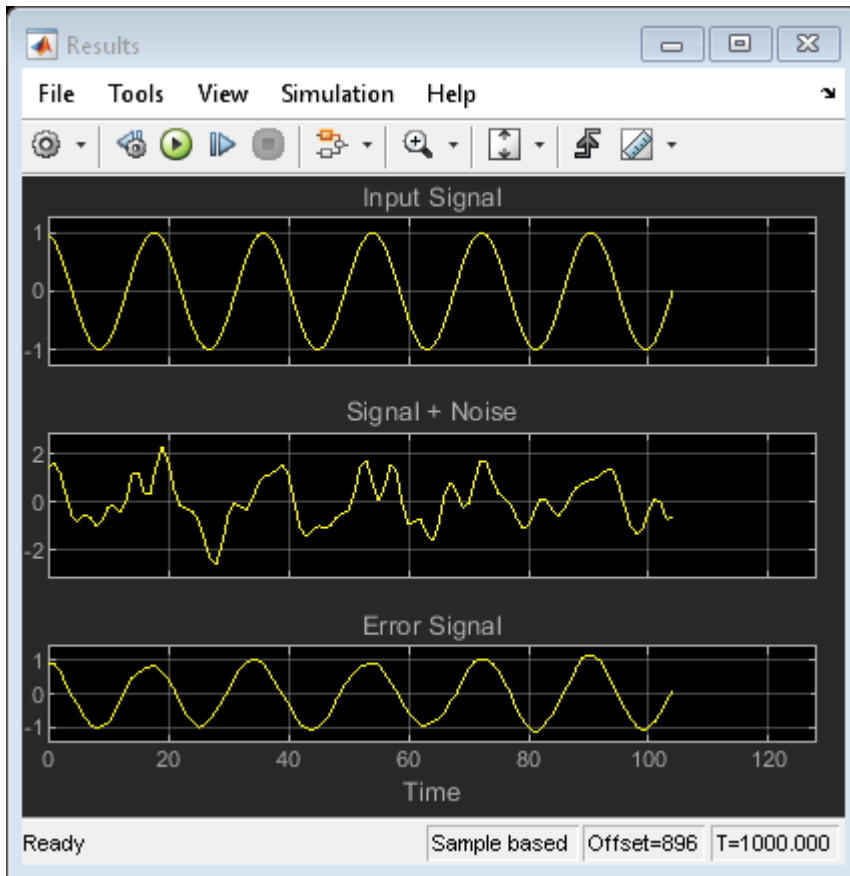 Results
File Tools View Simulation Help
Input Signal
1
0
-1
Signal + Noise
2
0
-2
Error Signal
1
0
-1
0 20 40 60 80 100 120
Time
Ready Sample based Offset=896 T=1000.000